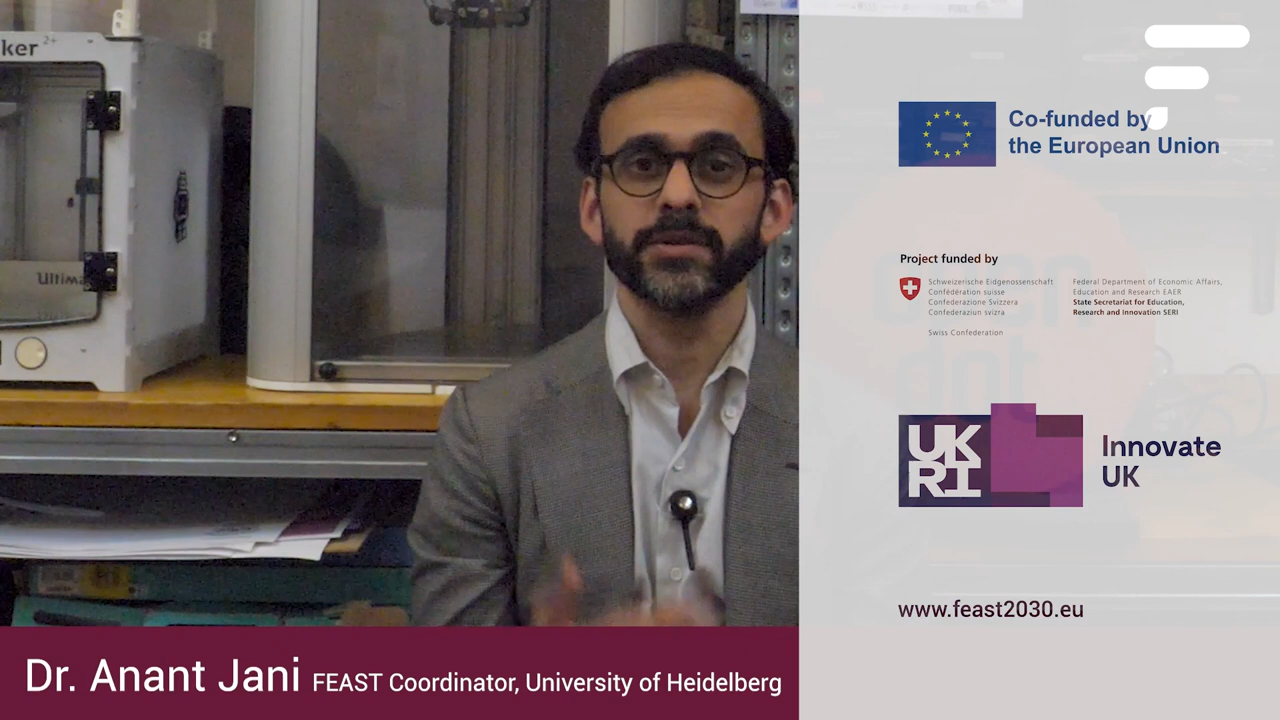 ker 2+
Ultima
Dr. Anant Jani FEAST Coordinator, University of Heidelberg
Co-funded by
the European Union
Project funded by
Schweizerische Eidgenossenschaft
Confédération suisse
Confederazione Svizzera
Confederaziun svizra
Swiss Confederation
Federal Department of Economic Affairs,
Education and Research EAER
State Secretariat for Education,
Research and Innovation SERI
UK
RI
Innovate
UK
www.feast2030.eu